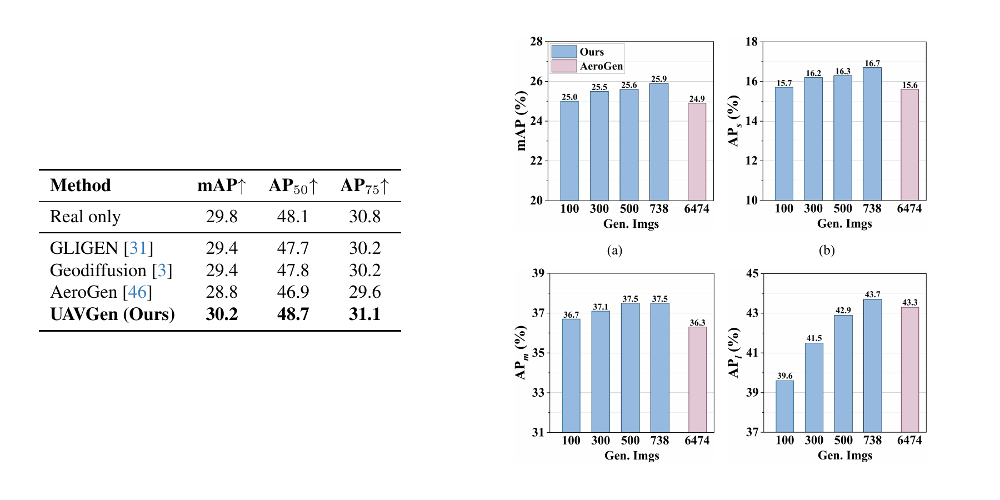 Method mAP↑ AP50↑ AP75↑
Real only 29.8 48.1 30.8
GLIGEN [31] 29.4 47.7 30.2
Geodiffusion [3] 29.4 47.8 30.2
AeroGen [46] 28.8 46.9 29.6
UAVGen (Ours) 30.2 48.7 31.1
28
26
24
22
20
mAP (%)
Ours
AeroGen
25.0 25.5 25.6 25.9 24.9
100 300 500 738 6474
Gen. Imgs
(a)
18
16
14
12
10
APs (%)
15.7 16.2 16.3 16.7 15.6
100 300 500 738 6474
Gen. Imgs
(b)
39
37
35
33
31
APm (%)
36.7 37.1 37.5 37.5 36.3
100 300 500 738 6474
Gen. Imgs
45
43
41
39
37
APl (%)
39.6 41.5 42.9 43.7 43.3
100 300 500 738 6474
Gen. Imgs